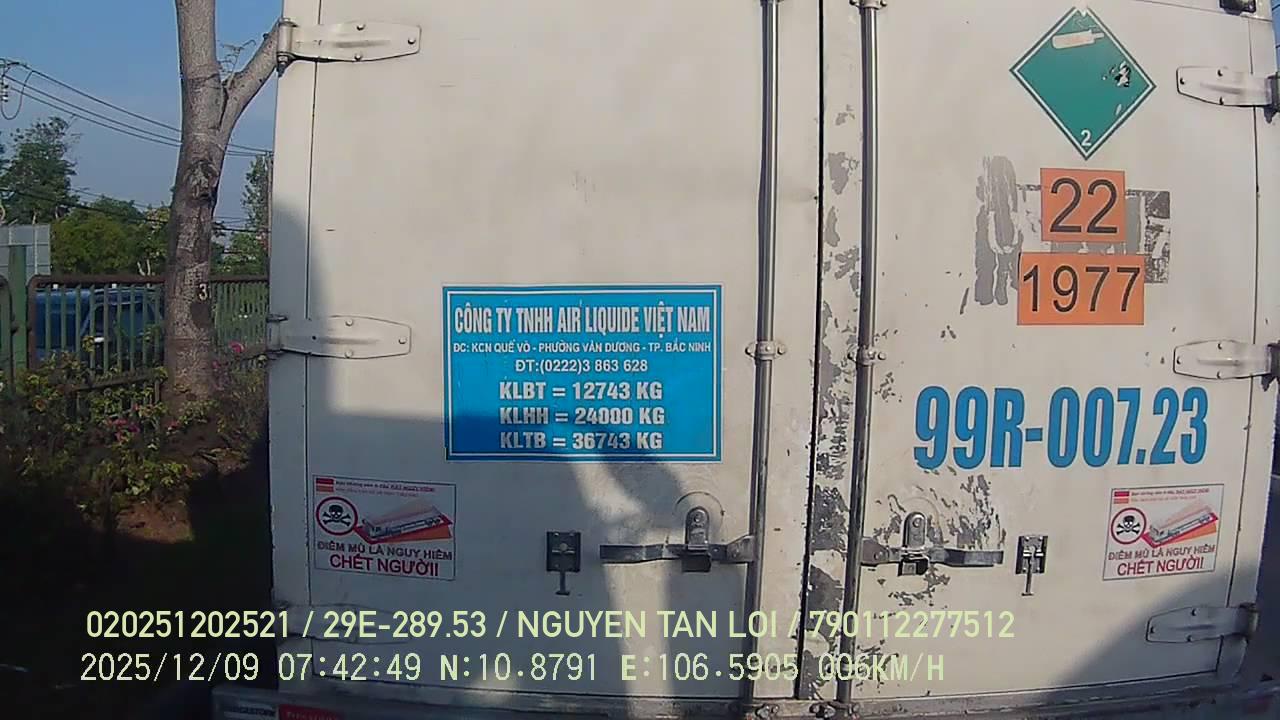 2
22
1977
3
CÔNG TY TNHH AIR LIQUIDE VIỆT NAM
ĐC: KCN QUẾ VÕ - PHƯỜNG VÂN DƯƠNG - TP. BẮC NINH
ĐT:(0222)3 863 628
KLBT = 12743 KG
KLHH = 24000 KG
KLTB = 36743 KG
99R-007.23
ĐIỂM MÙ LÀ NGUY HIỂM
CHẾT NGƯỜI!
ĐIỂM MÙ LÀ NGUY HIỂM
CHẾT NGƯỜI!
020251202521 / 29E-289.53 / NGUYEN TAN LOI / 790112277512
2025/12/09 07:42:49 N:10.8791 E:106.5905 006KM/H